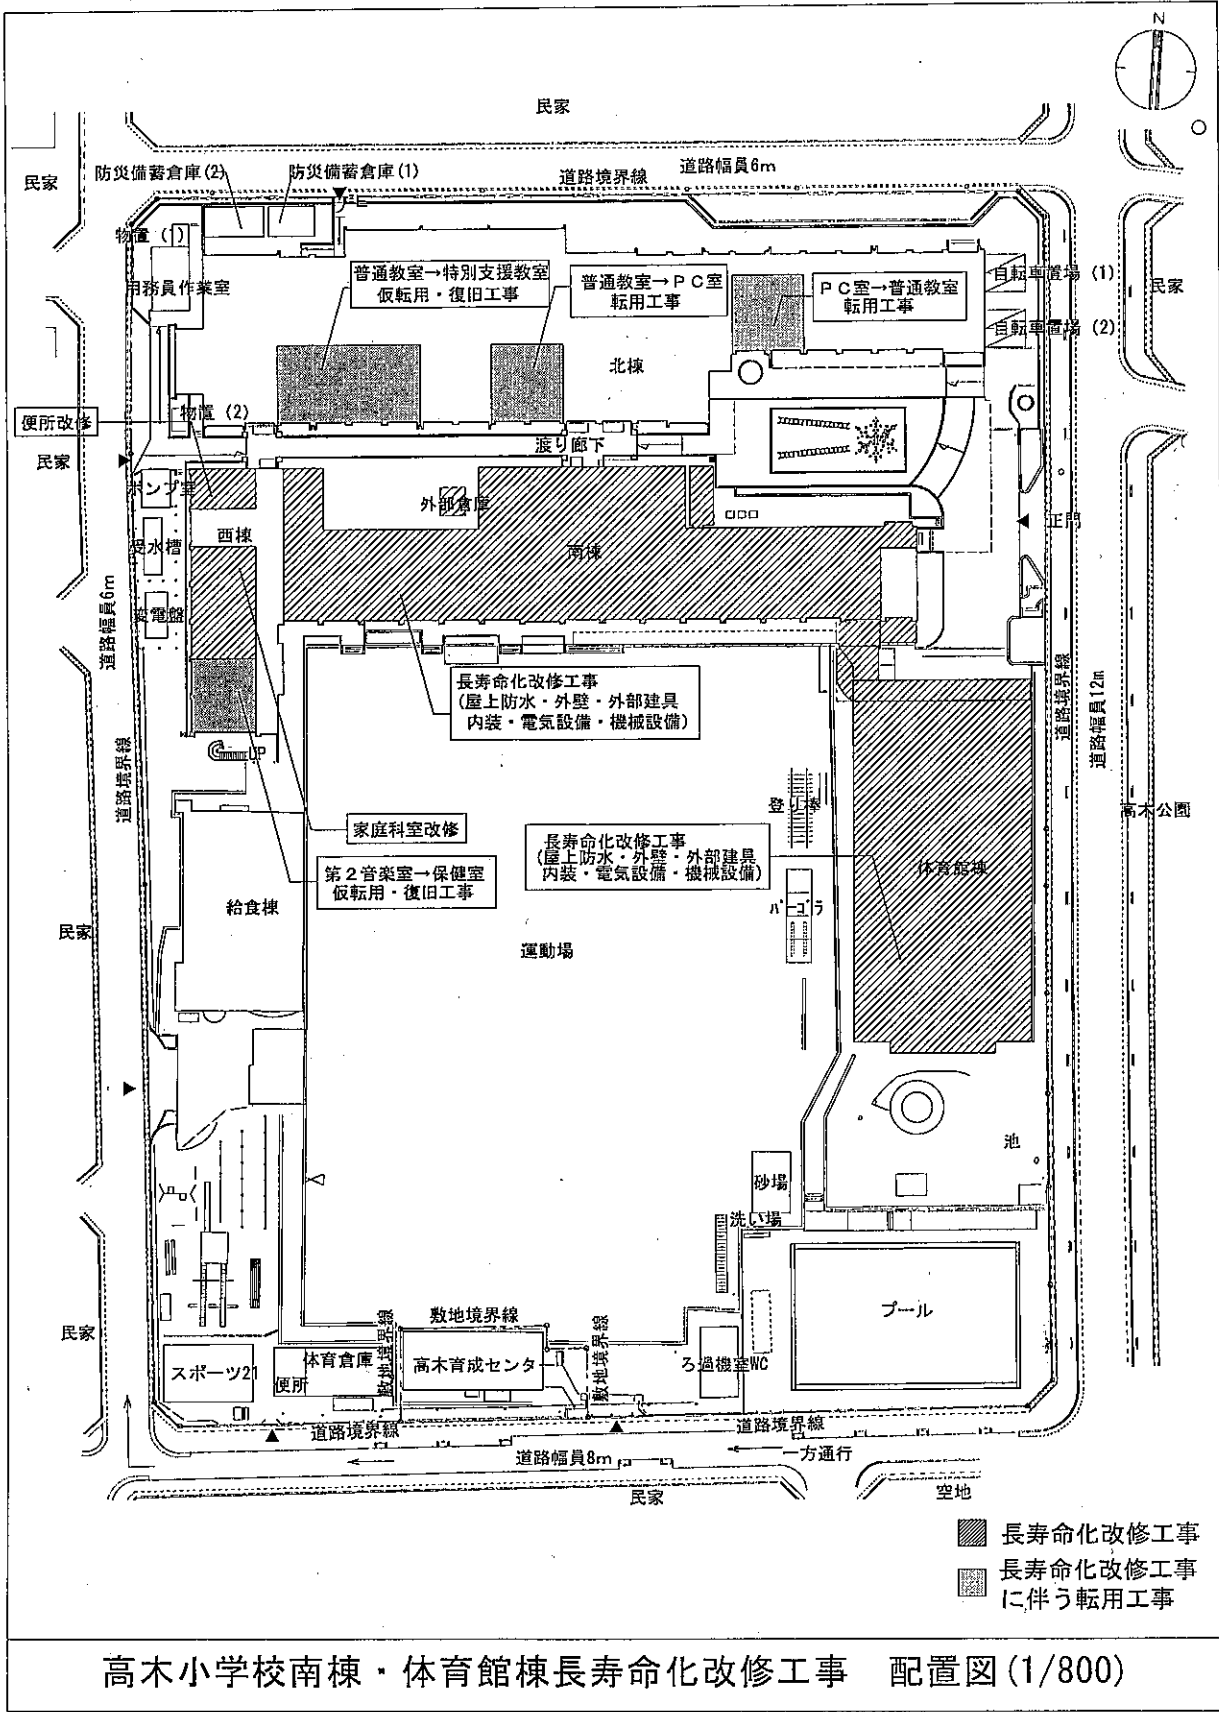 N
民家
道路幅員6m
防災備蓄倉庫(2)
防災備蓄倉庫(1)
道路境界線
民家
物置(1)
用務員作業室
普通教室→特別支援教室
仮転用・復旧工事
普通教室→PC室
転用工事
PC室→普通教室
転用工事
自転車置場(1)
民家
自転車置場(2)
北棟
便所改修
物置(2)
民家
渡り廊下
ポンプ室
外部倉庫
西棟
正門
受水槽
南棟
変電盤
道路幅員6m
長寿命化改修工事
(屋上防水・外壁・外部建具
内装・電気設備・機械設備)
道路境界線
道路幅員12m
UP
道路境界線
登り棒
高木公園
家庭科室改修
長寿命化改修工事
(屋上防水・外壁・外部建具
内装・電気設備・機械設備)
体育館棟
第2音楽室→保健室
仮転用・復旧工事
給食棟
パーゴラ
民家
運動場
池
砂場
洗い場
プール
敷地境界線
敷地境界線
敷地境界線
民家
スポーツ21
体育倉庫
便所
高木育成センタ
ろ過機室WC
道路境界線
道路境界線
道路幅員8m
一方通行
民家
空地
長寿命化改修工事
長寿命化改修工事
に伴う転用工事
高木小学校南棟・体育館棟長寿命化改修工事 配置図(1/800)